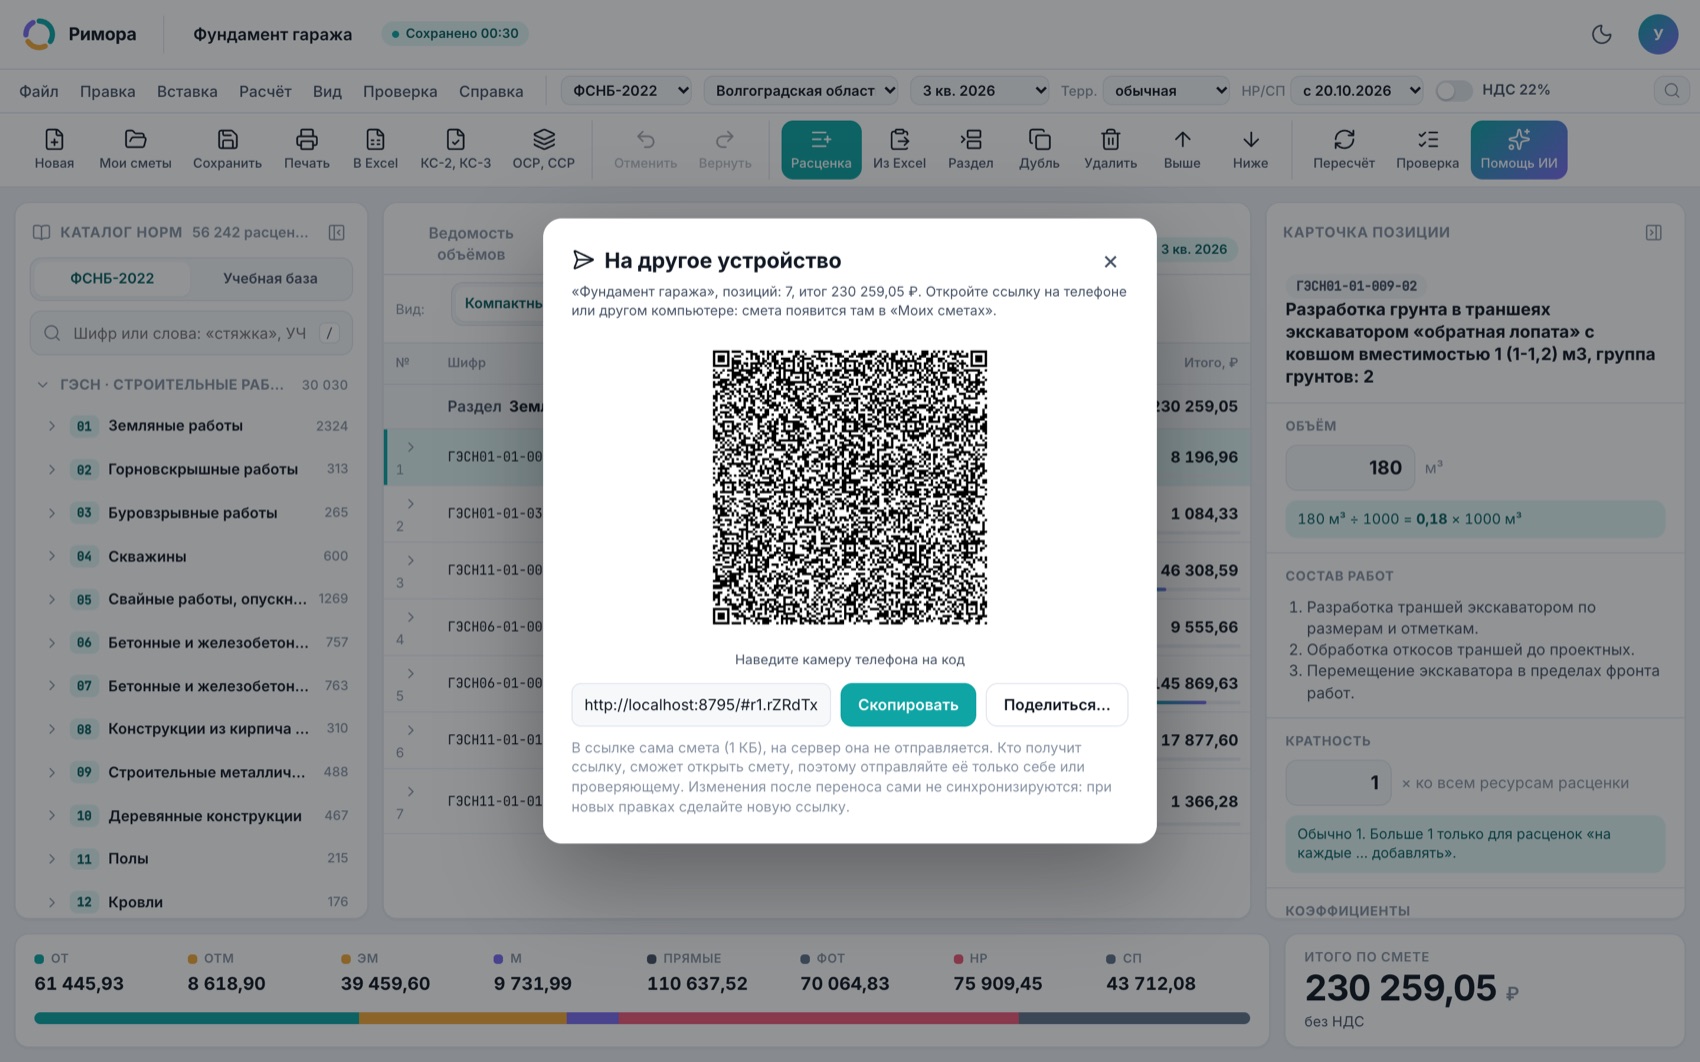 Римора
Фундамент гаража
Сохранено 00:30
У
Файл Правка Вставка Расчёт Вид Проверка Справка
ФСНБ-2022
Волгоградская област
3 кв. 2026
Терр. обычная
НР/СП с 20.10.2026
НДС 22%
Новая
Мои сметы
Сохранить
Печать
В Excel
КС-2, КС-3
ОСР, ССР
Отменить
Вернуть
Расценка
Из Excel
Раздел
Дубль
Удалить
Выше
Ниже
Пересчёт
Проверка
Помощь ИИ
КАТАЛОГ НОРМ 56 242 расцен...
ФСНБ-2022 Учебная база
Шифр или слова: «стяжка», УЧ /
ГЭСН · СТРОИТЕЛЬНЫЕ РАБ... 30 030
01 Земляные работы 2324
02 Горновскрышные работы 313
03 Буровзрывные работы 265
04 Скважины 600
05 Свайные работы, опускн... 1269
06 Бетонные и железобетон... 757
07 Бетонные и железобетон... 763
08 Конструкции из кирпича ... 310
09 Строительные металлич... 488
10 Деревянные конструкции 467
11 Полы 215
12 Кровли 176
Ведомость
объёмов
3 кв. 2026
Вид: Компактны
№ Шифр Итого, ₽
Раздел Земл 230 259,05
1 ГЭСН01-01-00 8 196,96
2 ГЭСН01-01-03 1 084,33
3 ГЭСН11-01-00 46 308,59
4 ГЭСН06-01-00 9 555,66
5 ГЭСН06-01-00 145 869,63
6 ГЭСН11-01-01 17 877,60
7 ГЭСН11-01-01 1 366,28
На другое устройство
«Фундамент гаража», позиций: 7, итог 230 259,05 ₽. Откройте ссылку на телефоне
или другом компьютере: смета появится там в «Моих сметах».
Наведите камеру телефона на код
http://localhost:8795/#r1.rZRdTx
Скопировать
Поделиться...
В ссылке сама смета (1 КБ), на сервер она не отправляется. Кто получит
ссылку, сможет открыть смету, поэтому отправляйте её только себе или
проверяющему. Изменения после переноса сами не синхронизируются: при
новых правках сделайте новую ссылку.
КАРТОЧКА ПОЗИЦИИ
ГЭСН01-01-009-02
Разработка грунта в траншеях
экскаватором «обратная лопата» с
ковшом вместимостью 1 (1-1,2) м3, группа
грунтов: 2
ОБЪЁМ
180 м³
180 м³ ÷ 1000 = 0,18 × 1000 м³
СОСТАВ РАБОТ
1. Разработка траншей экскаватором по
размерам и отметкам.
2. Обработка откосов траншей до проектных.
3. Перемещение экскаватора в пределах фронта
работ.
КРАТНОСТЬ
1 × ко всем ресурсам расценки
Обычно 1. Больше 1 только для расценок «на
каждые ... добавлять».
КОЭФФИЦИЕНТЫ
ОТ ОТМ ЭМ М ПРЯМЫЕ ФОТ НР СП
61 445,93 8 618,90 39 459,60 9 731,99 110 637,52 70 064,83 75 909,45 43 712,08
ИТОГО ПО СМЕТЕ
230 259,05 ₽
без НДС